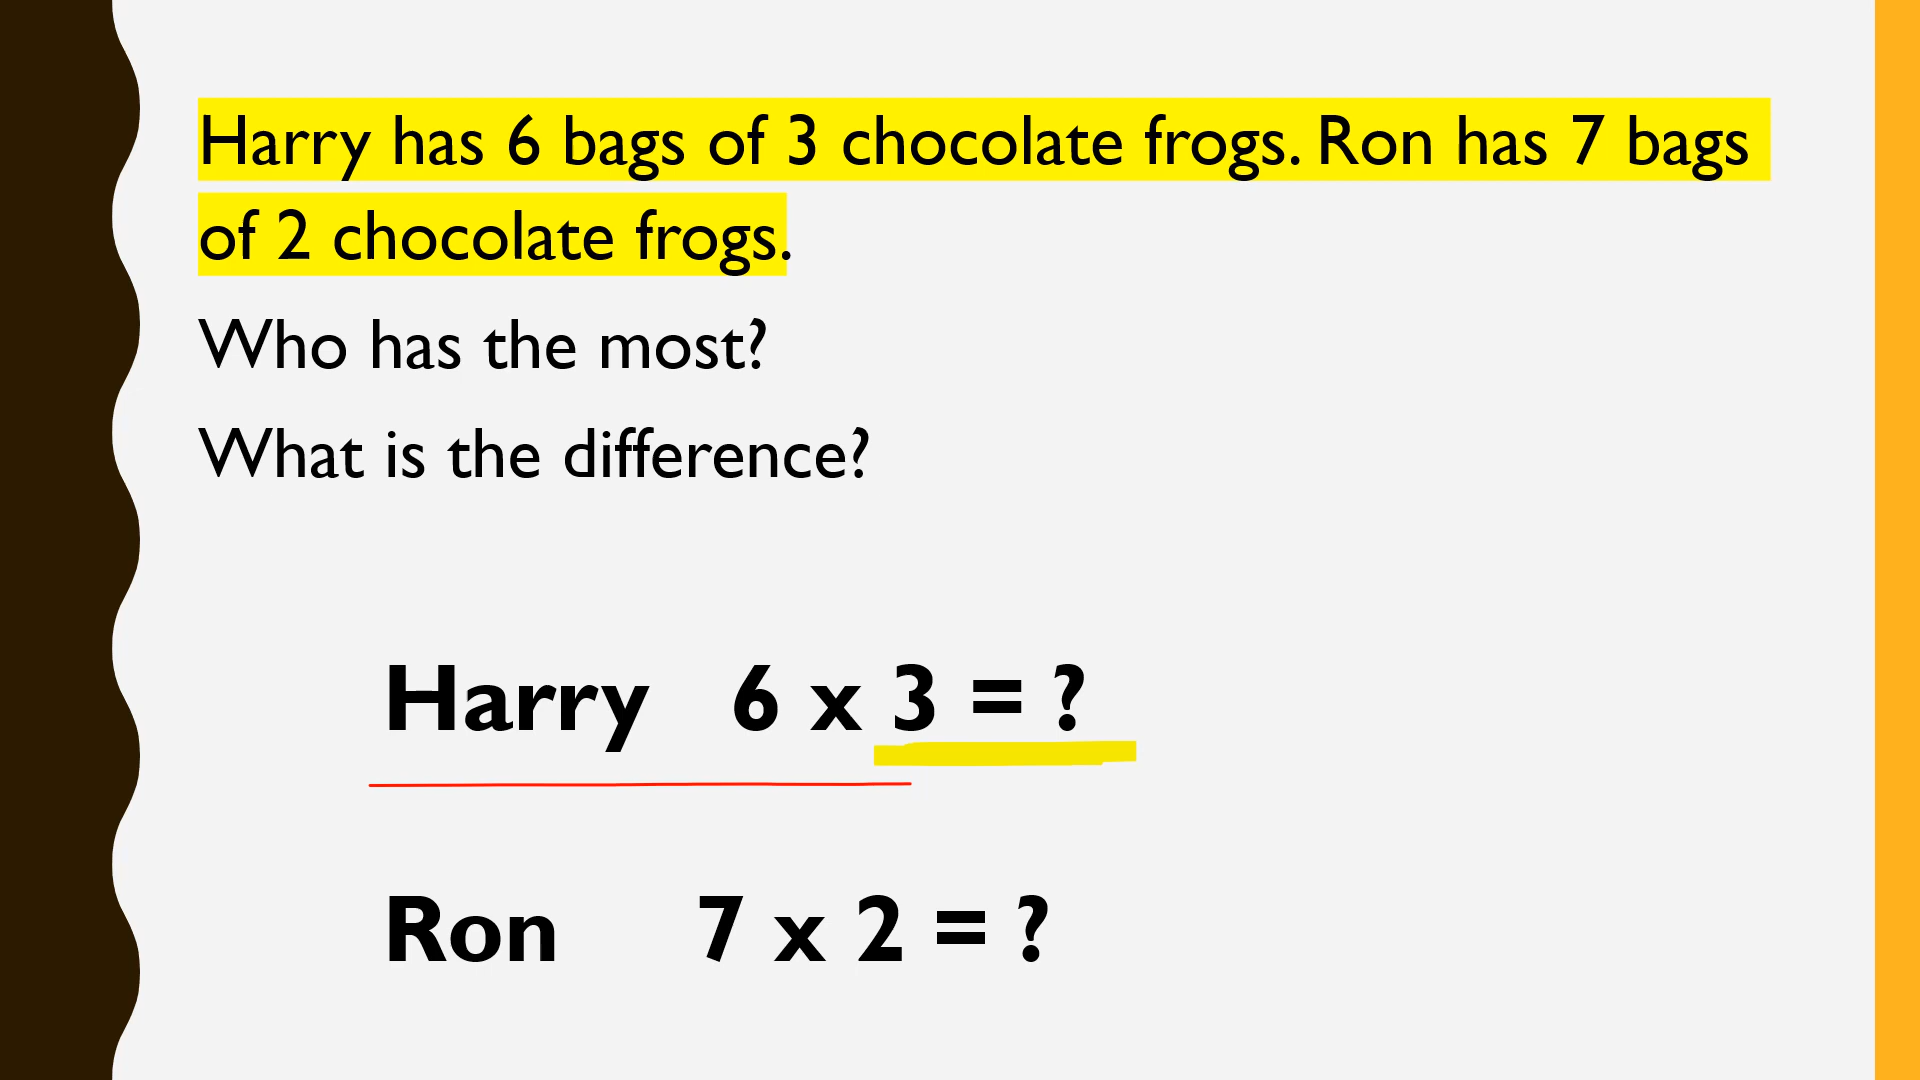 Harry has 6 bags of 3 chocolate frogs. Ron has 7 bags
of 2 chocolate frogs.
Who has the most?
What is the difference?
Harry 6 x 3 = ?
Ron 7 x 2 = ?